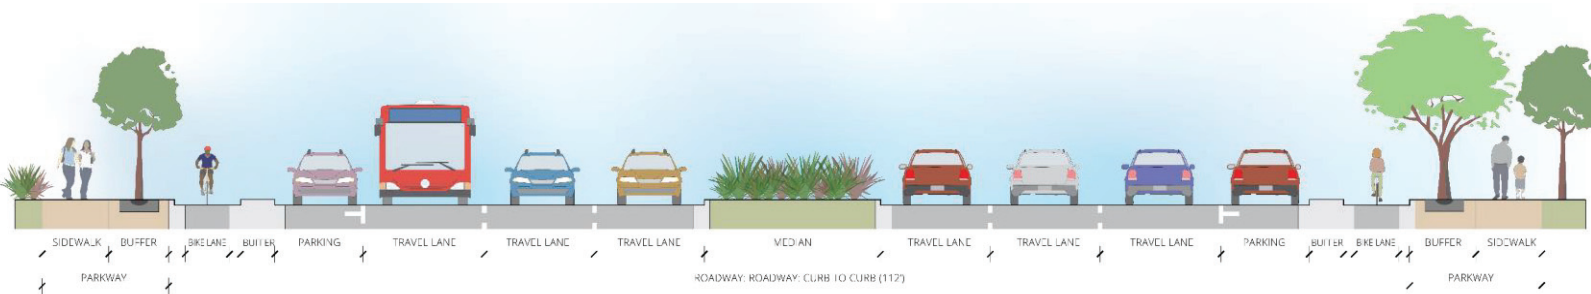 SIDEWALK BUFFER BIKE LANE BUFFER PARKING TRAVEL LANE TRAVEL LANE TRAVEL LANE MEDIAN TRAVEL LANE TRAVEL LANE TRAVEL LANE PARKING BUFFER BIKE LANE BUFFER SIDEWALK
PARKWAY ROADWAY: ROADWAY: CURB TO CURB (112') PARKWAY